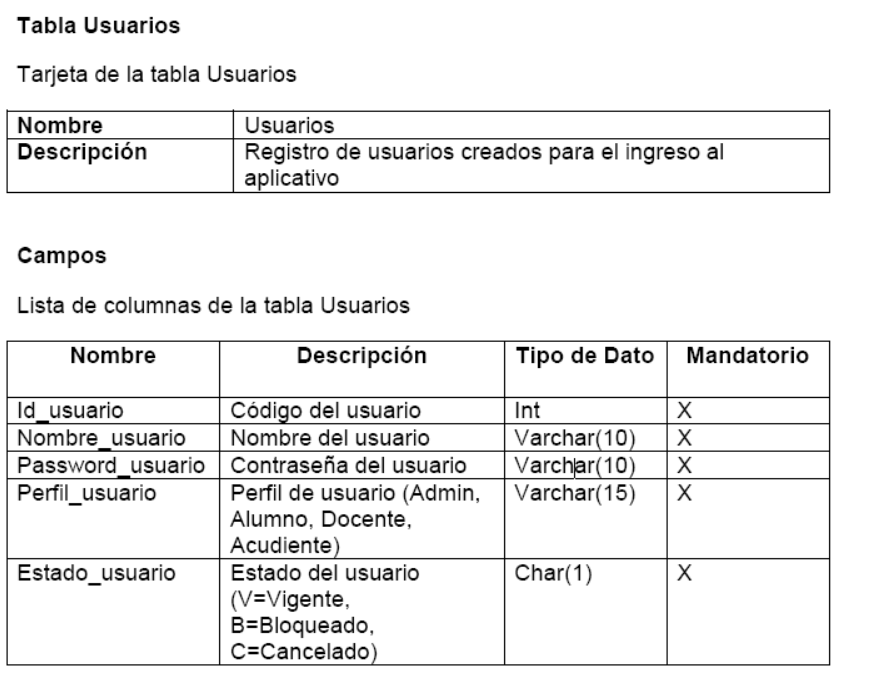 Tabla Usuarios
Tarjeta de la tabla Usuarios
Nombre Usuarios
Descripción Registro de usuarios creados para el ingreso al
aplicativo
Campos
Lista de columnas de la tabla Usuarios
Nombre Descripción Tipo de Dato Mandatorio
Id_usuario Código del usuario Int X
Nombre_usuario Nombre del usuario Varchar(10) X
Password_usuario Contraseña del usuario Varchar(10) X
Perfil_usuario Perfil de usuario (Admin, Varchar(15) X
Alumno, Docente,
Acudiente)
Estado_usuario Estado del usuario Char(1) X
(V=Vigente,
B=Bloqueado,
C=Cancelado)